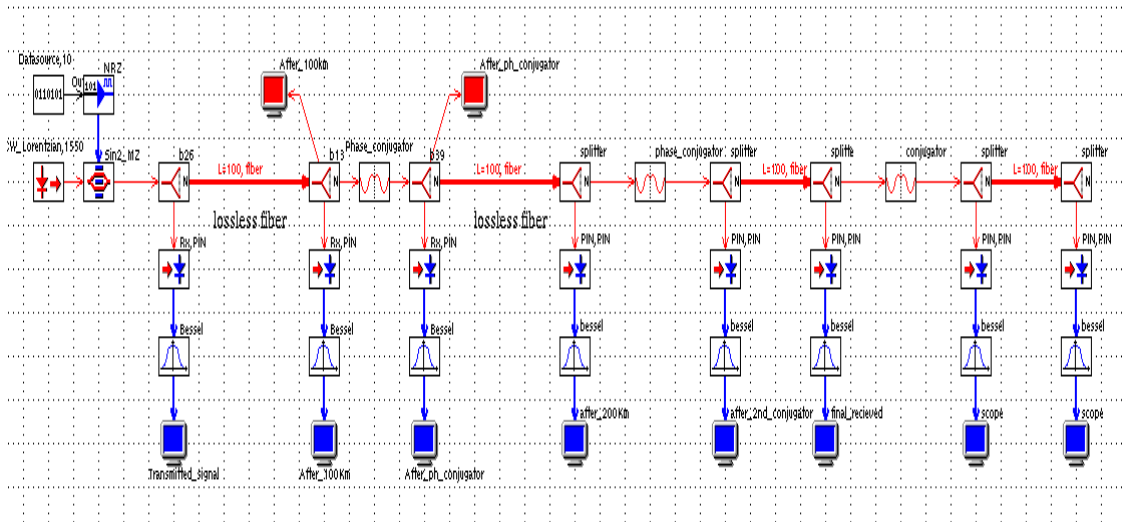 After_100km
After_ph_conjugator
Datasource,10
NRZ
Out
101
0110101
CW_Lorentzian,1550
Sin2_MZ
b26
L=100, fiber
b13
Phase_conjugator
b39
L=100, fiber
splitter
phase_conjugator
splitter
L=100, fiber
splitte
conjugator
splitter
L=100, fiber
splitter
N
N
N
N
N
N
N
N
lossless fiber
lossless fiber
Rx,PIN
Rx,PIN
Rx,PIN
PIN,PIN
PIN,PIN
PIN,PIN
PIN,PIN
PIN,PIN
Bessel
Bessel
Bessel
bessel
bessel
bessel
bessel
bessel
after_200Km
after_2nd_conjugator
final_recieved
scope
scope
Transmitted_signal
After_100Km
After_ph_conjugator